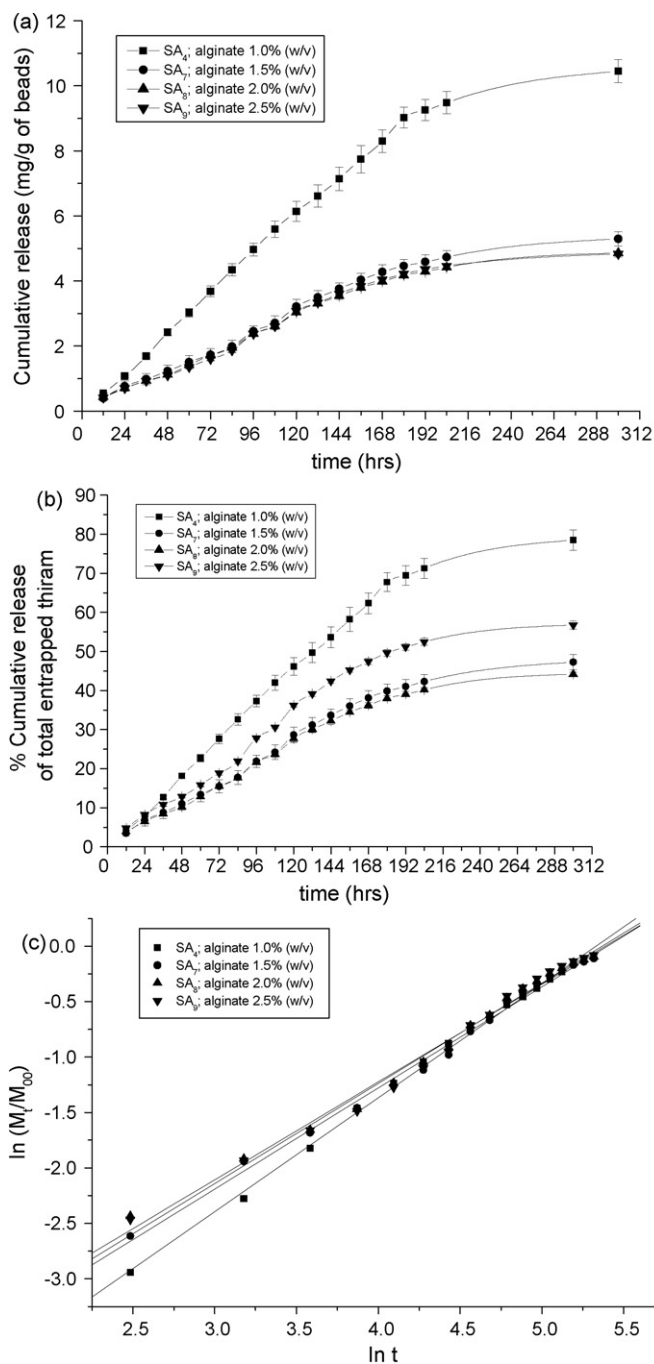 (a)
12
10
8
6
4
2
0
Cumulative release (mg/g of beads)
SA4; alginate 1.0% (w/v)
SA7; alginate 1.5% (w/v)
SA8; alginate 2.0% (w/v)
SA9; alginate 2.5% (w/v)
0 24 48 72 96 120 144 168 192 216 240 264 288 312
time (hrs)
(b)
90
80
70
60
50
40
30
20
10
0
% Cumulative release
of total entrapped thiram
SA4; alginate 1.0% (w/v)
SA7; alginate 1.5% (w/v)
SA8; alginate 2.0% (w/v)
SA9; alginate 2.5% (w/v)
0 24 48 72 96 120 144 168 192 216 240 264 288 312
time (hrs)
(c)
0.0
-0.5
-1.0
-1.5
-2.0
-2.5
-3.0
ln (Mt/M00)
SA4; alginate 1.0% (w/v)
SA7; alginate 1.5% (w/v)
SA8; alginate 2.0% (w/v)
SA9; alginate 2.5% (w/v)
2.5 3.0 3.5 4.0 4.5 5.0 5.5
ln t